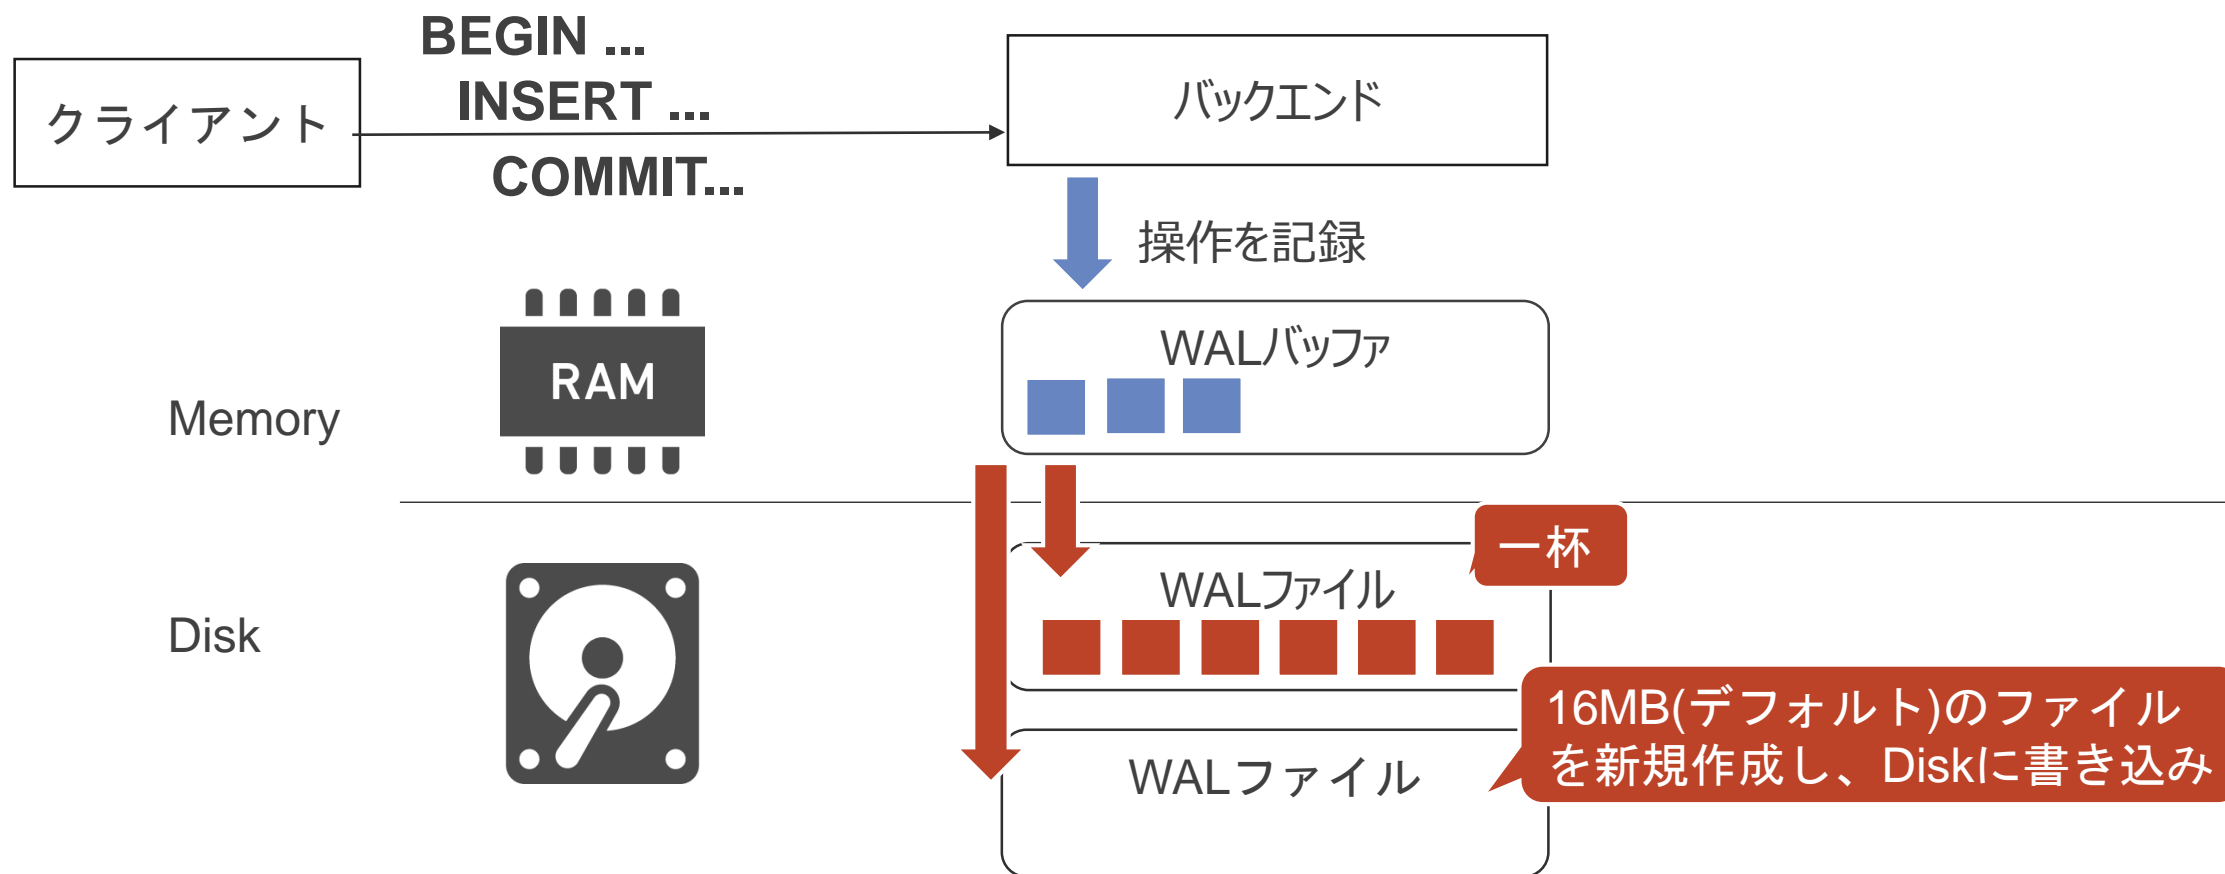 BEGIN ...
INSERT ...
COMMIT...
クライアント
バックエンド
操作を記録
WALバッファ
RAM
Memory
一杯
WALファイル
Disk
16MB(デフォルト)のファイル
を新規作成し、Diskに書き込み
WALファイル